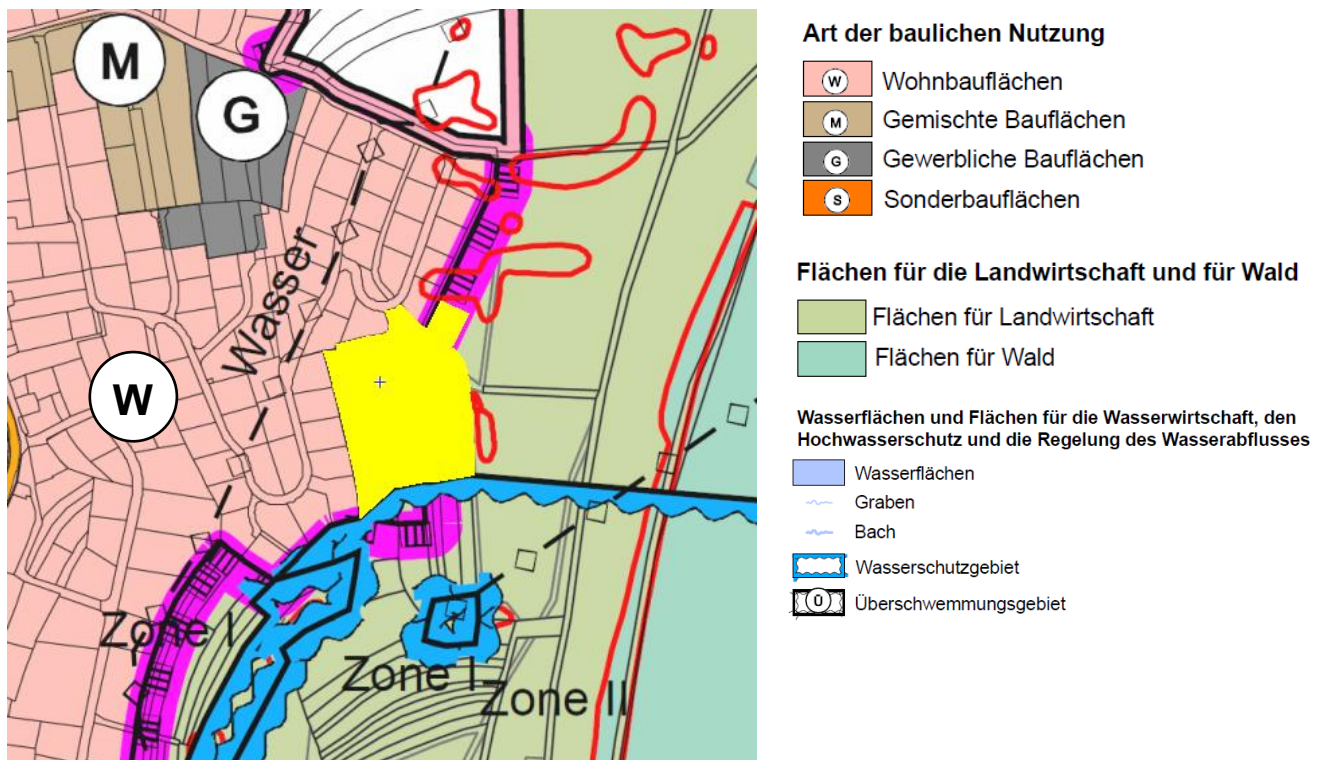 M
G
Wasser
W
Zone I
Zone I
Zone II
Art der baulichen Nutzung
W Wohnbauflächen
M Gemischte Bauflächen
G Gewerbliche Bauflächen
S Sonderbauflächen
Flächen für die Landwirtschaft und für Wald
Flächen für Landwirtschaft
Flächen für Wald
Wasserflächen und Flächen für die Wasserwirtschaft, den
Hochwasserschutz und die Regelung des Wasserabflusses
Wasserflächen
Graben
Bach
Wasserschutzgebiet
Ü Überschwemmungsgebiet